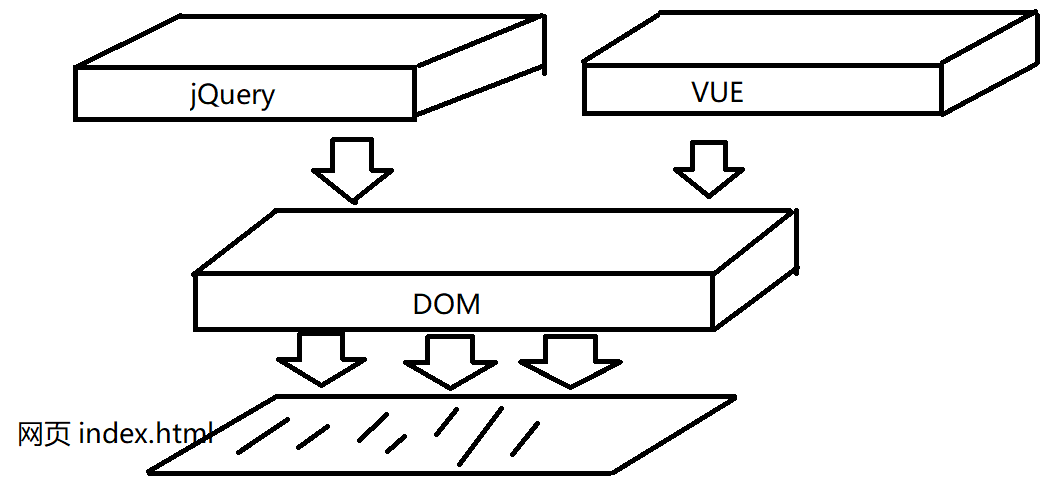 jQuery
VUE
DOM
网页 index.html